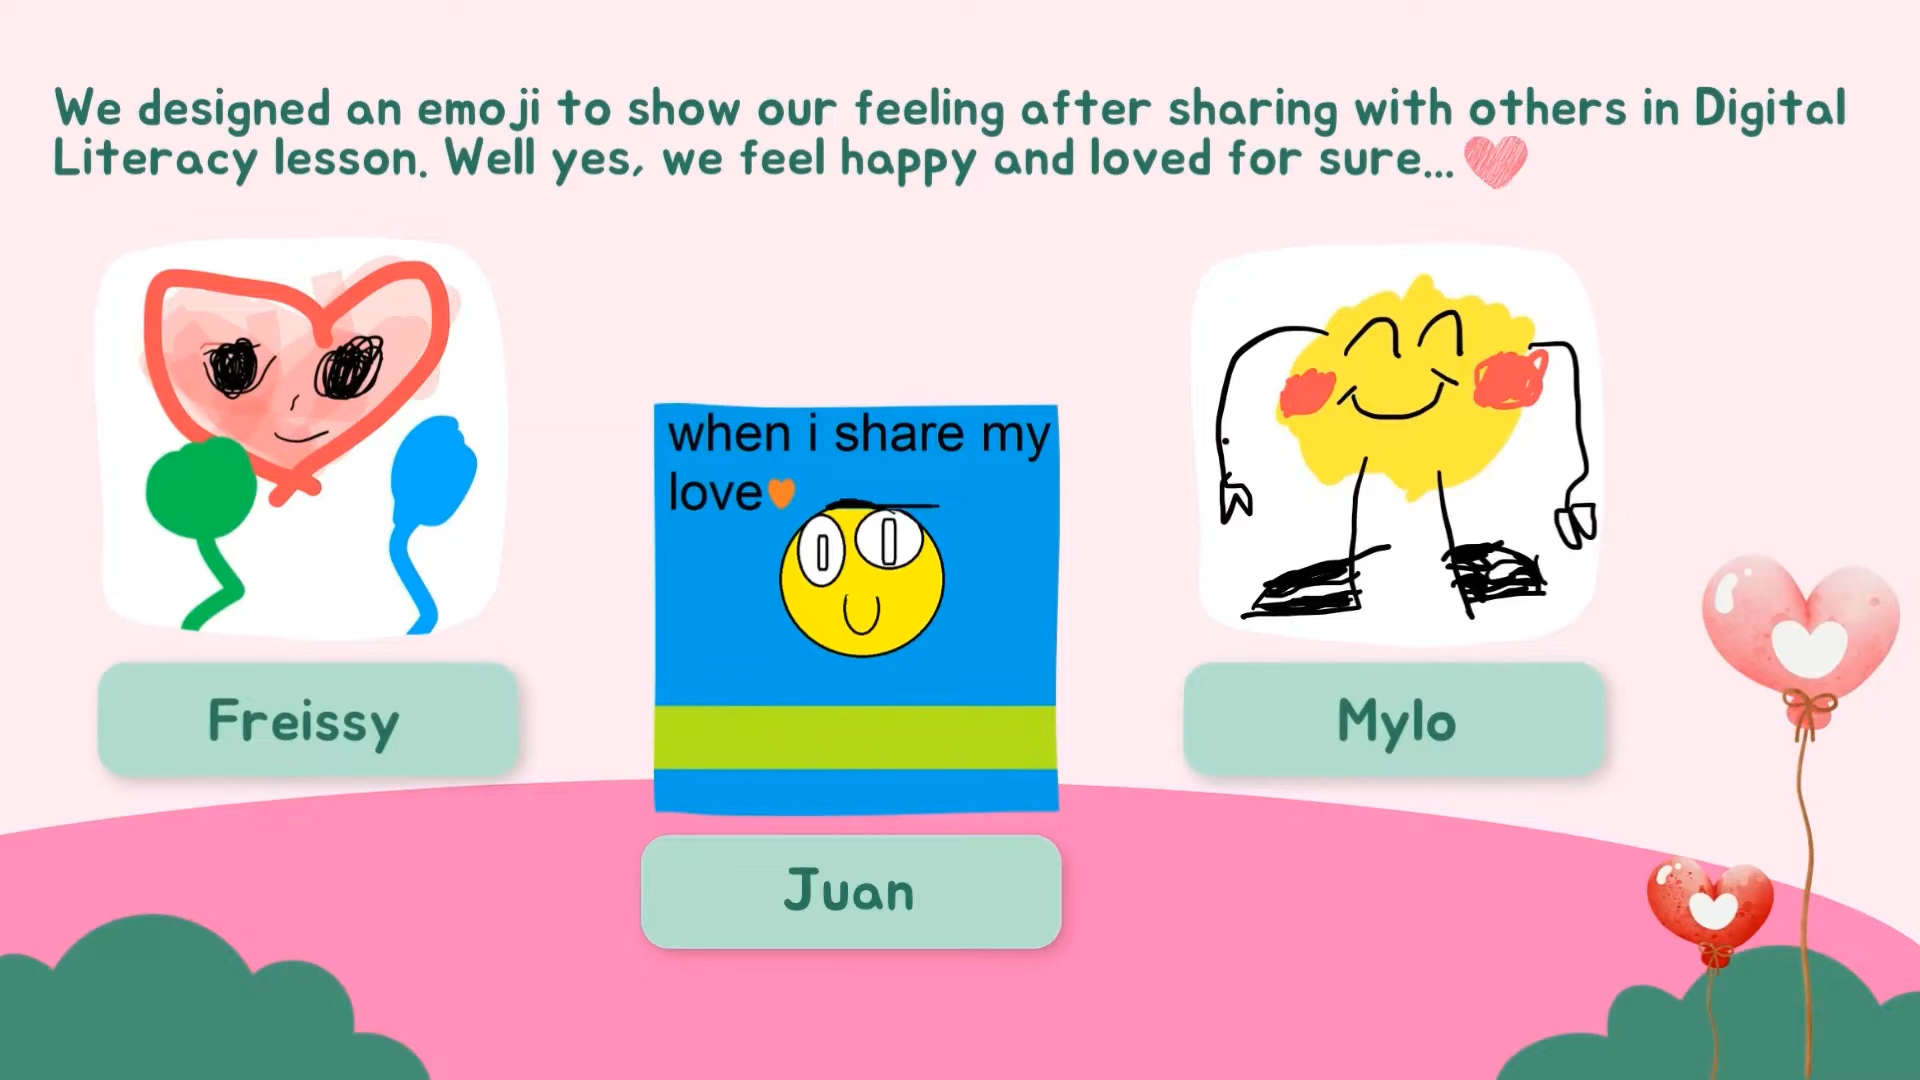 We designed an emoji to show our feeling after sharing with others in Digital
Literacy lesson. Well yes, we feel happy and loved for sure...
when i share my
love
Freissy
Mylo
Juan